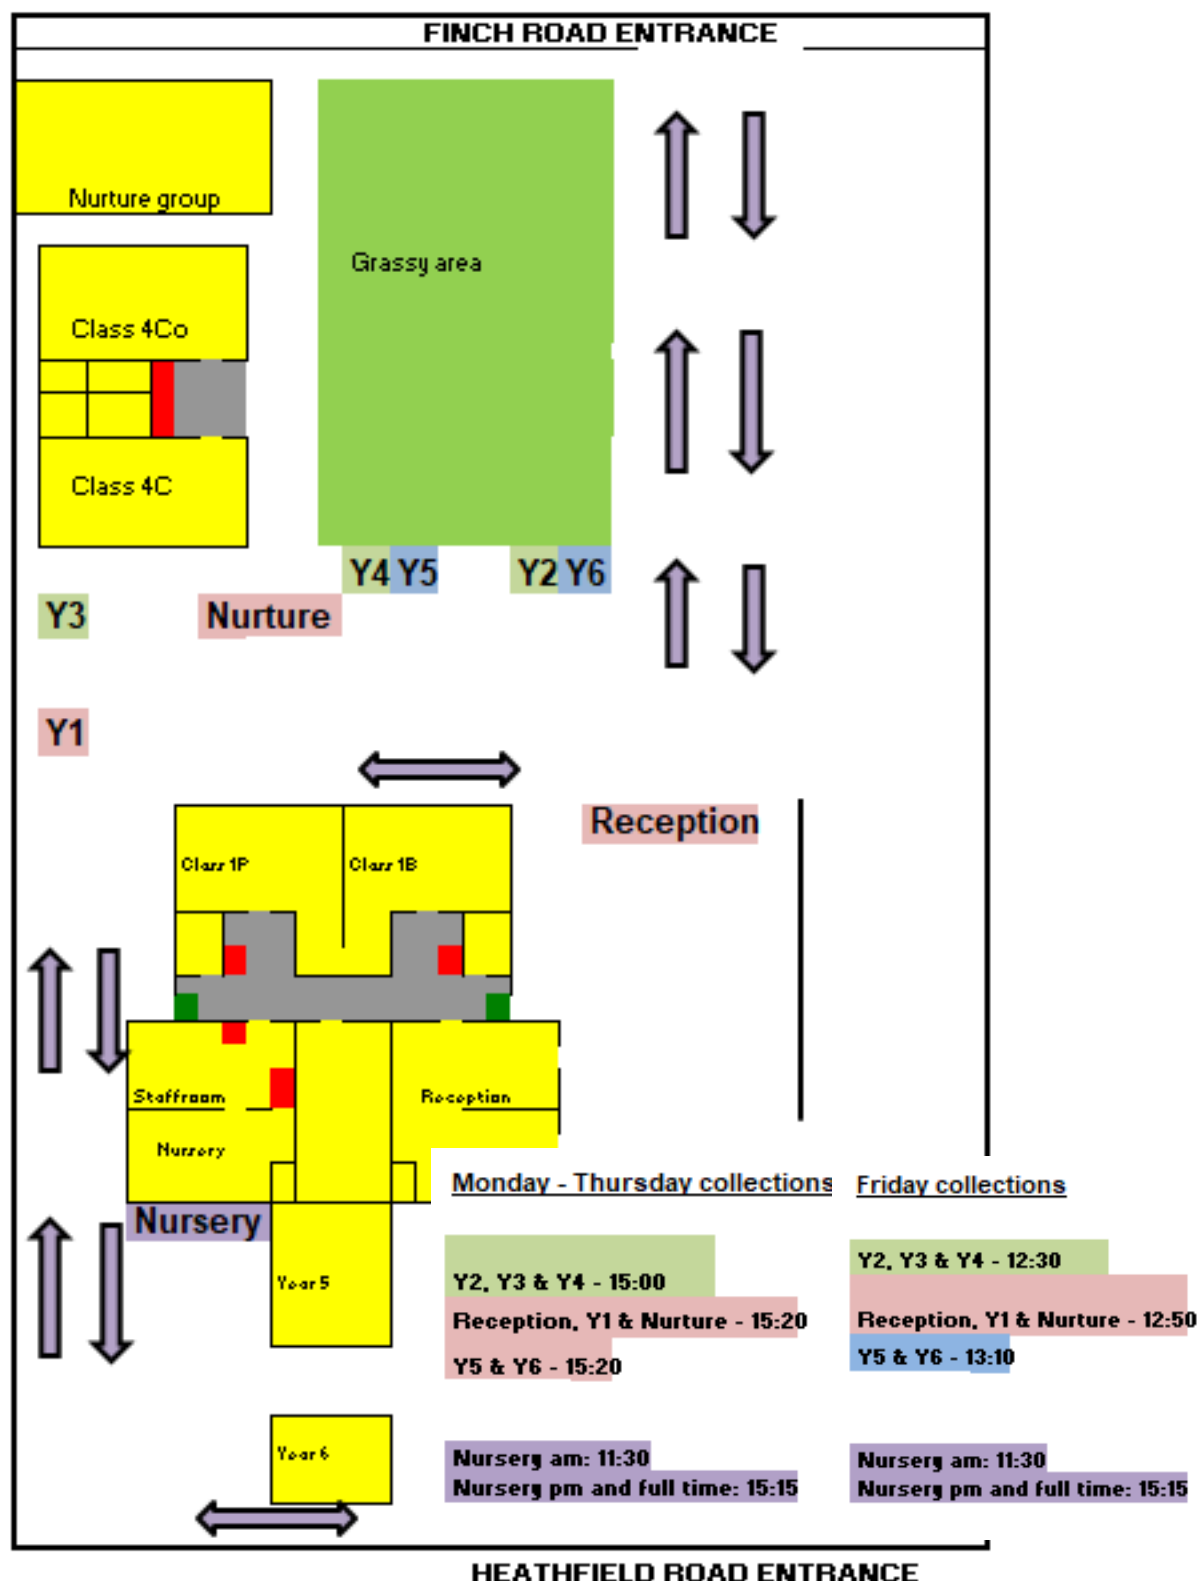 FINCH ROAD ENTRANCE
Nurture group
Grassy area
Class 4Co
Class 4C
Y4 Y5 Y2 Y6
Y3 Nurture
Y1
Reception
Class 1P Class 1B
Staffroom Reception
Nursery
Nursery
Year 5
Year 6
Monday - Thursday collections
Y2, Y3 & Y4 - 15:00
Reception, Y1 & Nurture - 15:20
Y5 & Y6 - 15:20
Nursery am: 11:30
Nursery pm and full time: 15:15
Friday collections
Y2, Y3 & Y4 - 12:30
Reception, Y1 & Nurture - 12:50
Y5 & Y6 - 13:10
Nursery am: 11:30
Nursery pm and full time: 15:15
HEATHFIELD ROAD ENTRANCE